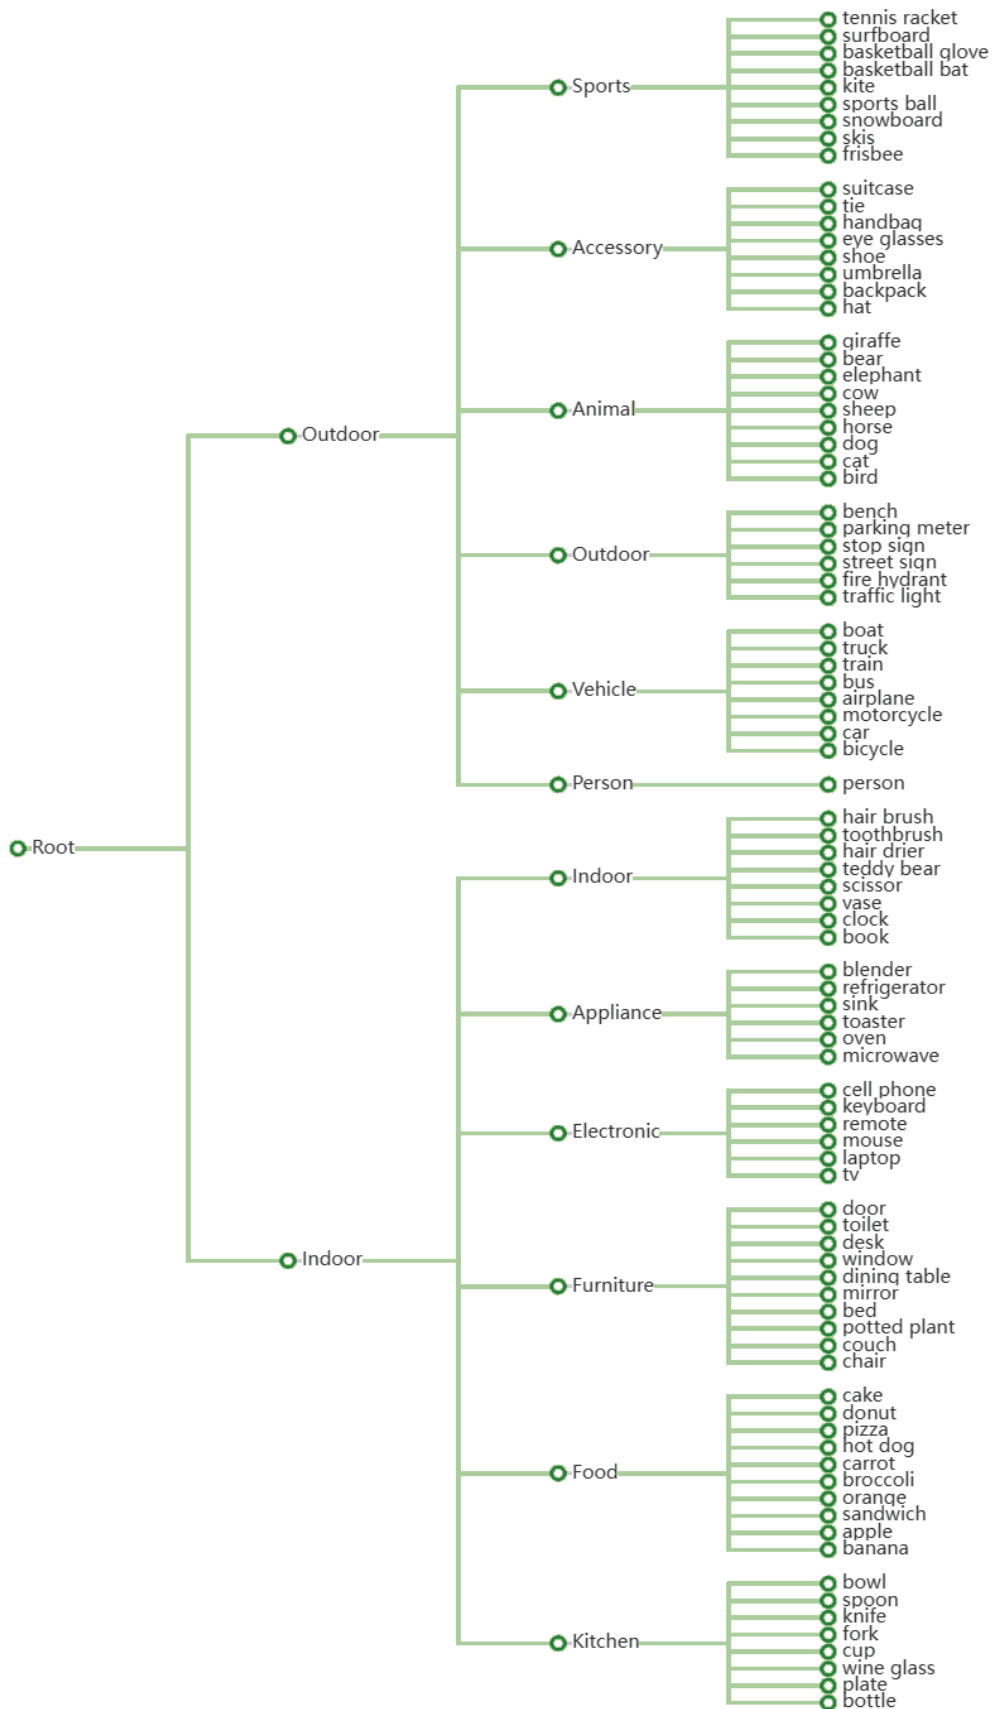 Root
Outdoor
Sports
tennis racket
surfboard
basketball glove
basketball bat
kite
sports ball
snowboard
skis
frisbee
Accessory
suitcase
tie
handbag
eye glasses
shoe
umbrella
backpack
hat
Animal
giraffe
bear
elephant
cow
sheep
horse
dog
cat
bird
Outdoor
bench
parking meter
stop sign
street sign
fire hydrant
traffic light
Vehicle
boat
truck
train
bus
airplane
motorcycle
car
bicycle
Person
person
Indoor
Indoor
hair brush
toothbrush
hair drier
teddy bear
scissor
vase
clock
book
Appliance
blender
refrigerator
sink
toaster
oven
microwave
Electronic
cell phone
keyboard
remote
mouse
laptop
tv
Furniture
door
toilet
desk
window
dining table
mirror
bed
potted plant
couch
chair
Food
cake
donut
pizza
hot dog
carrot
broccoli
orange
sandwich
apple
banana
Kitchen
bowl
spoon
knife
fork
cup
wine glass
plate
bottle